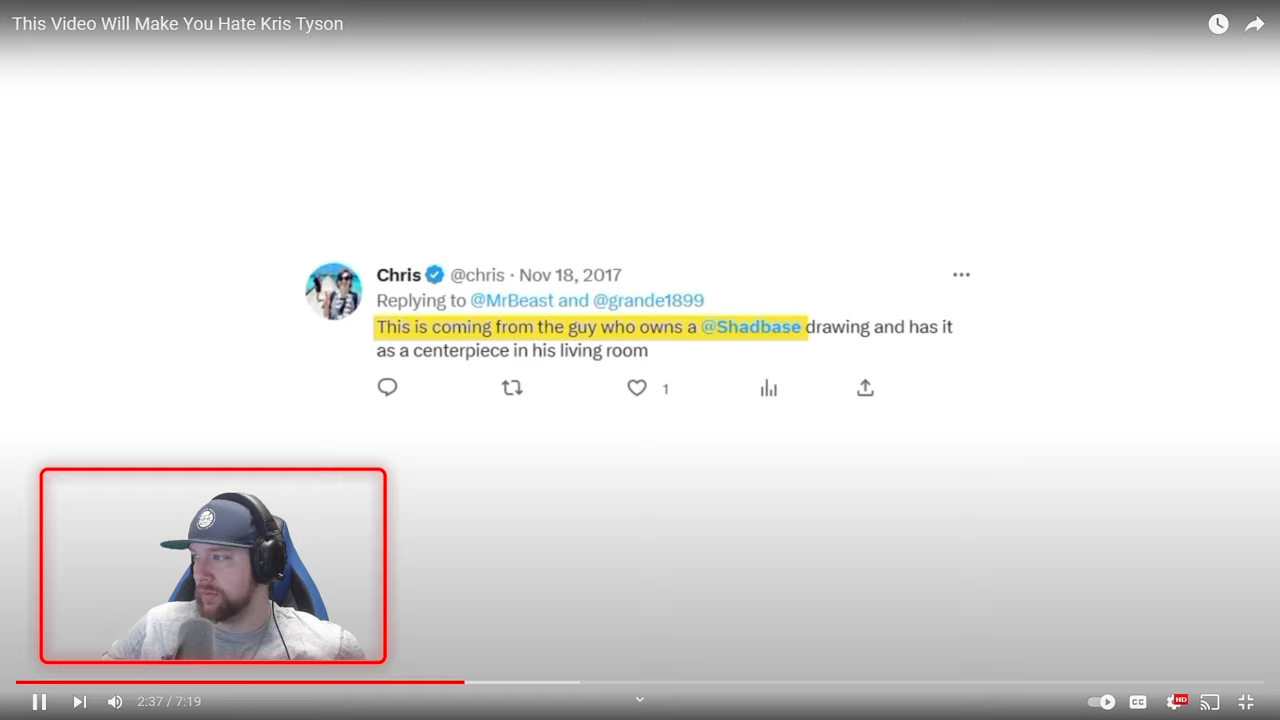 This Video Will Make You Hate Kris Tyson
Chris @chris · Nov 18, 2017
Replying to @MrBeast and @grande1899
This is coming from the guy who owns a @Shadbase drawing and has it
as a centerpiece in his living room
1
2:37 / 7:19
CC
HD